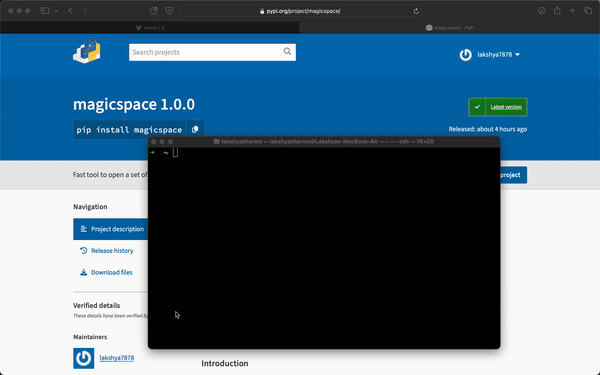 pypi.org/project/magicspace/
Home / X
magicspace · PyPI
Search projects
lakshya7878
magicspace 1.0.0
Latest version
pip install magicspace
Released: about 4 hours ago
lakshyasharma — lakshyasharma@Lakshyas-MacBook-Air — ~ — -zsh — 76×20
→ ~
Fast tool to open a set of
project
Navigation
Project description
Release history
Download files
Verified details
These details have been verified by
Maintainers
lakshya7878
Introduction